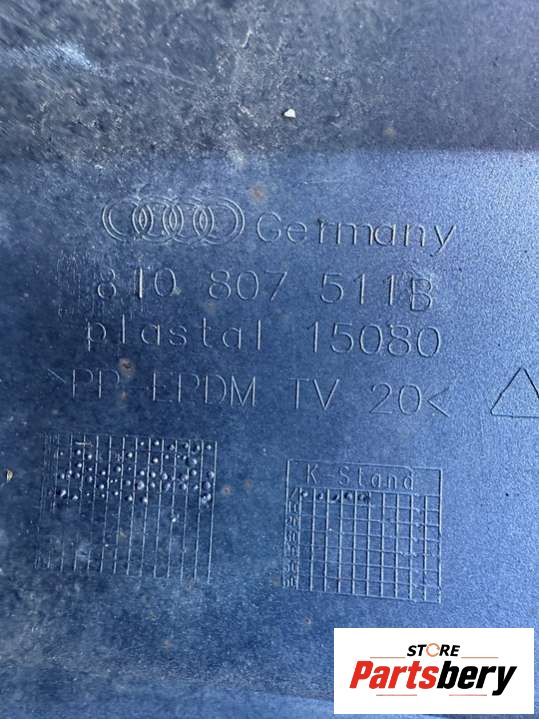 Germany
8T0 807 511B
plastal 15080
>PP-EPDM TV 20<
K-Stand
STORE
Partsbery